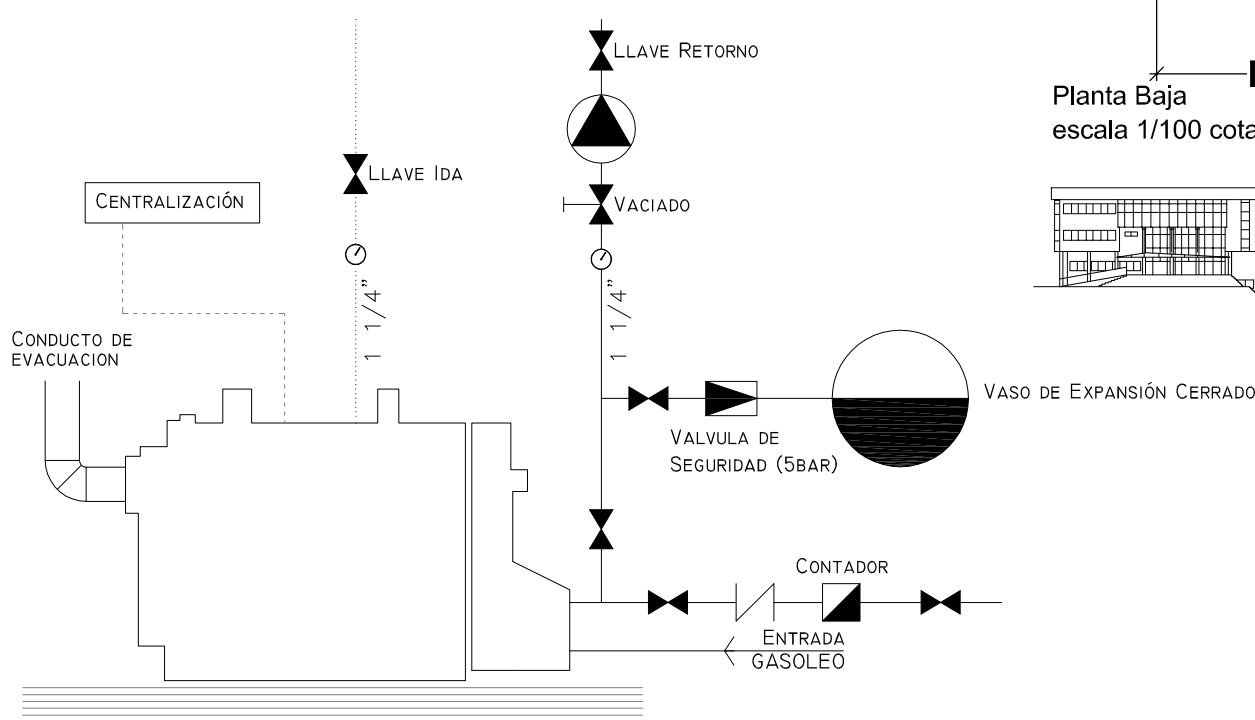 LLAVE RETORNO
Planta Baja
escala 1/100 cota
LLAVE IDA
CENTRALIZACIÓN
VACIADO
1 1/4"
1 1/4"
CONDUCTO DE
EVACUACION
VASO DE EXPANSIÓN CERRADO
VALVULA DE
SEGURIDAD (5BAR)
CONTADOR
ENTRADA
GASOLEO